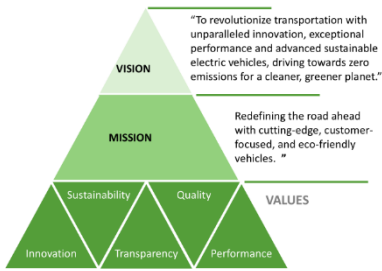 "To revolutionize transportation with
unparalleled innovation, exceptional
performance and advanced sustainable
electric vehicles, driving towards zero
emissions for a cleaner, greener planet."
VISION
Redefining the road ahead
with cutting-edge, customer-
focused, and eco-friendly
vehicles. "
MISSION
Sustainability Quality
VALUES
Innovation Transparency Performance